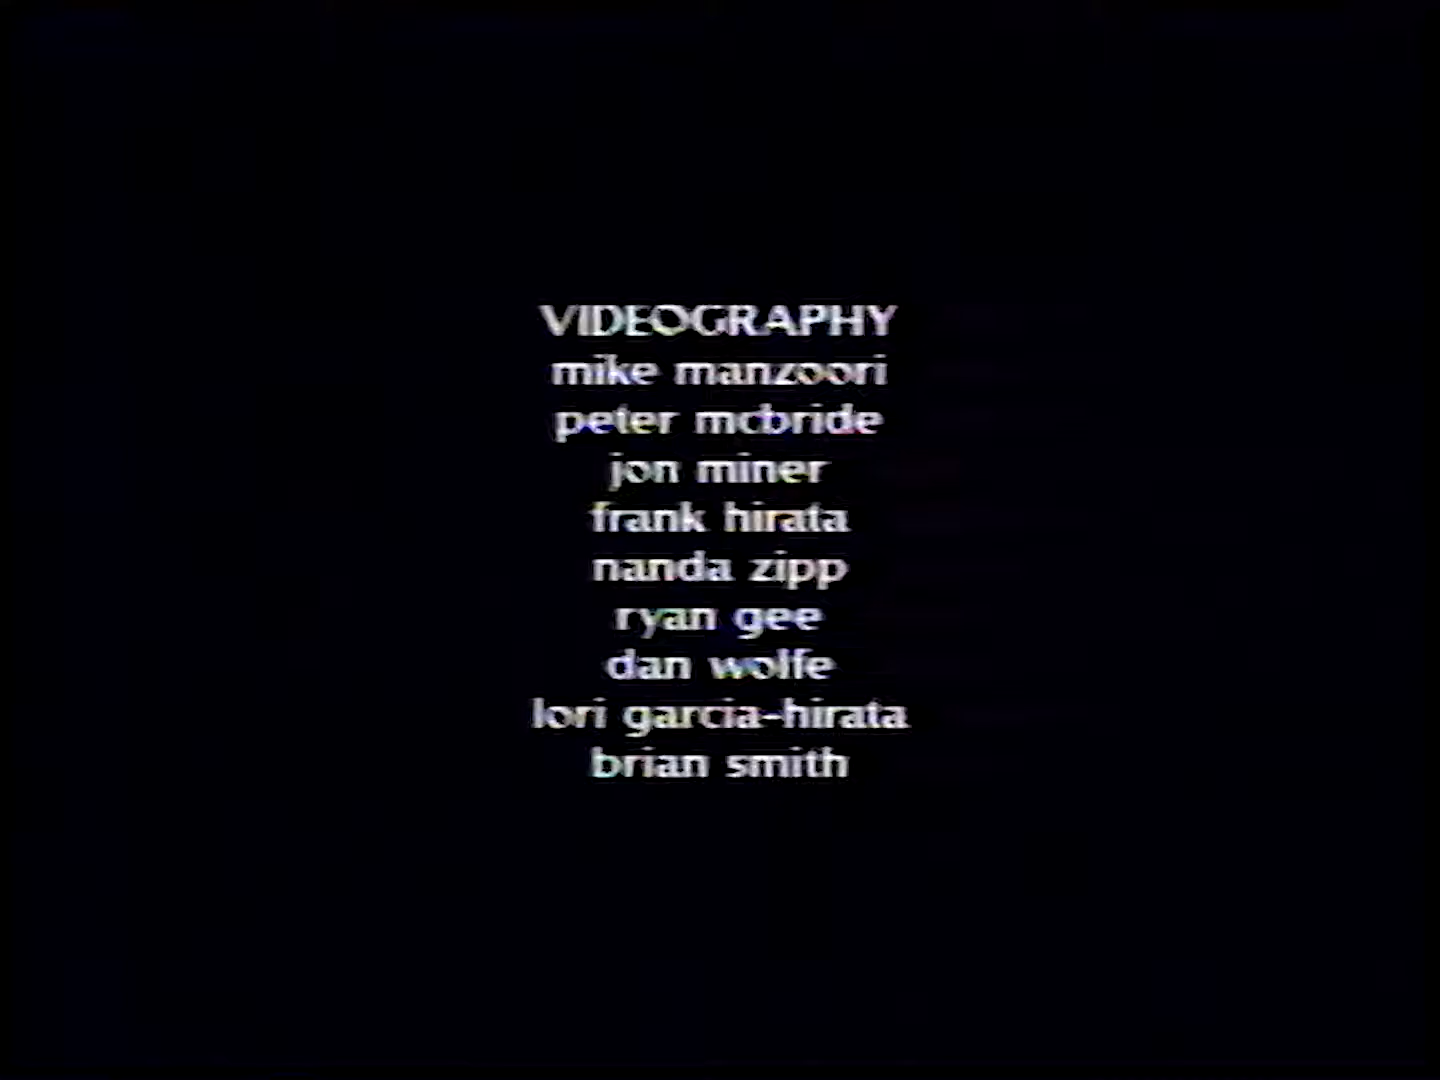 VIDEOGRAPHY
mike manzoori
peter mcbride
jon miner
frank hirata
nanda zipp
ryan gee
dan wolfe
lori garcia-hirata
brian smith